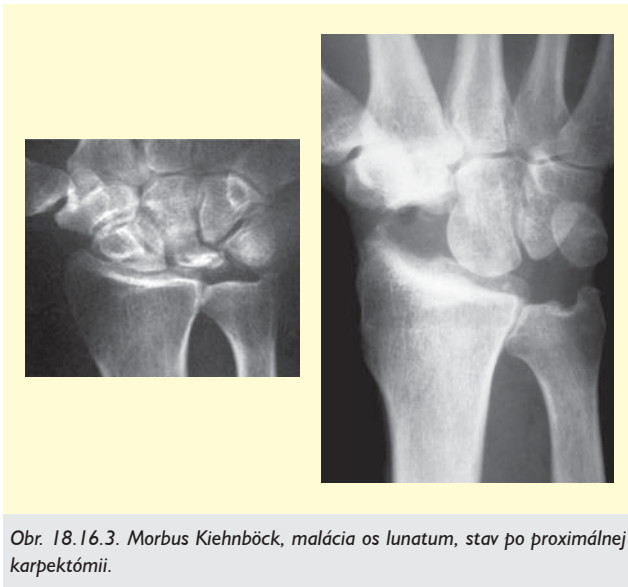 Obr. 18.16.3. Morbus Kiehnböck, malácia os lunatum, stav po proximálnej
karpektómii.